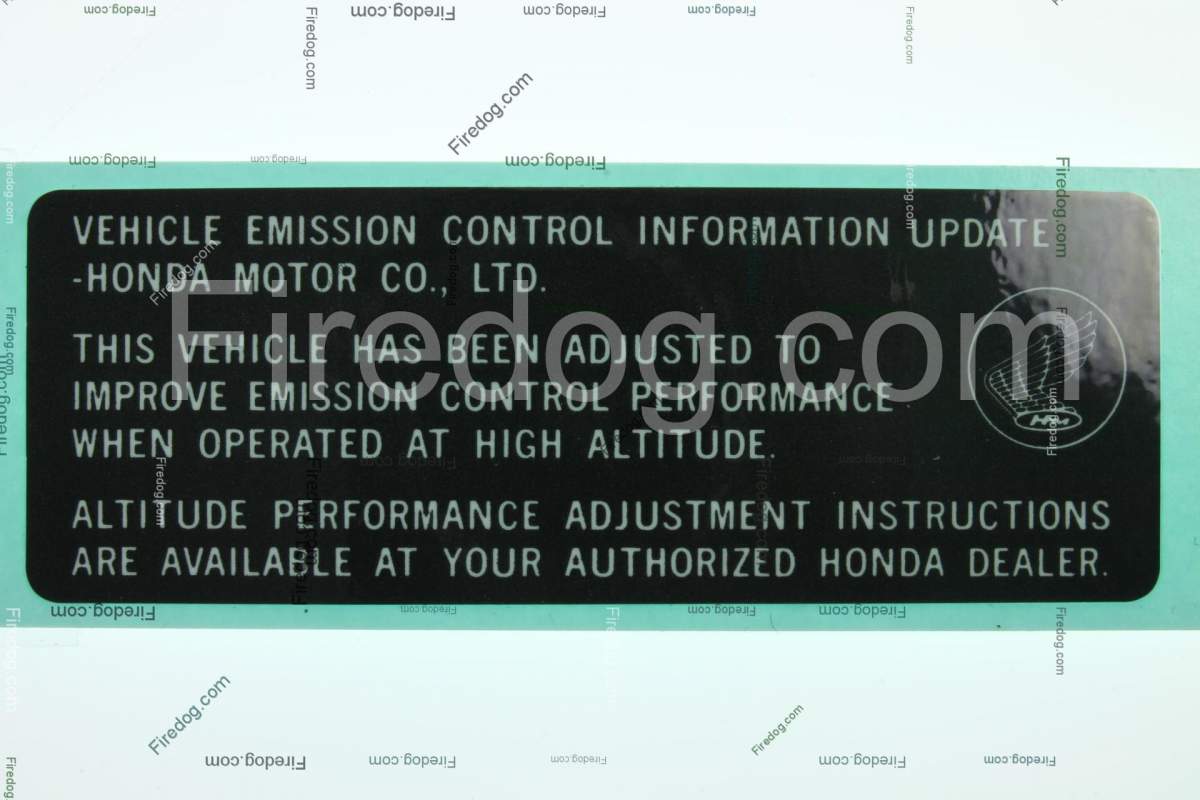 VEHICLE EMISSION CONTROL INFORMATION UPDATE
-HONDA MOTOR CO., LTD.
THIS VEHICLE HAS BEEN ADJUSTED TO
IMPROVE EMISSION CONTROL PERFORMANCE
WHEN OPERATED AT HIGH ALTITUDE.
HM
ALTITUDE PERFORMANCE ADJUSTMENT INSTRUCTIONS
ARE AVAILABLE AT YOUR AUTHORIZED HONDA DEALER.
Firedog.com